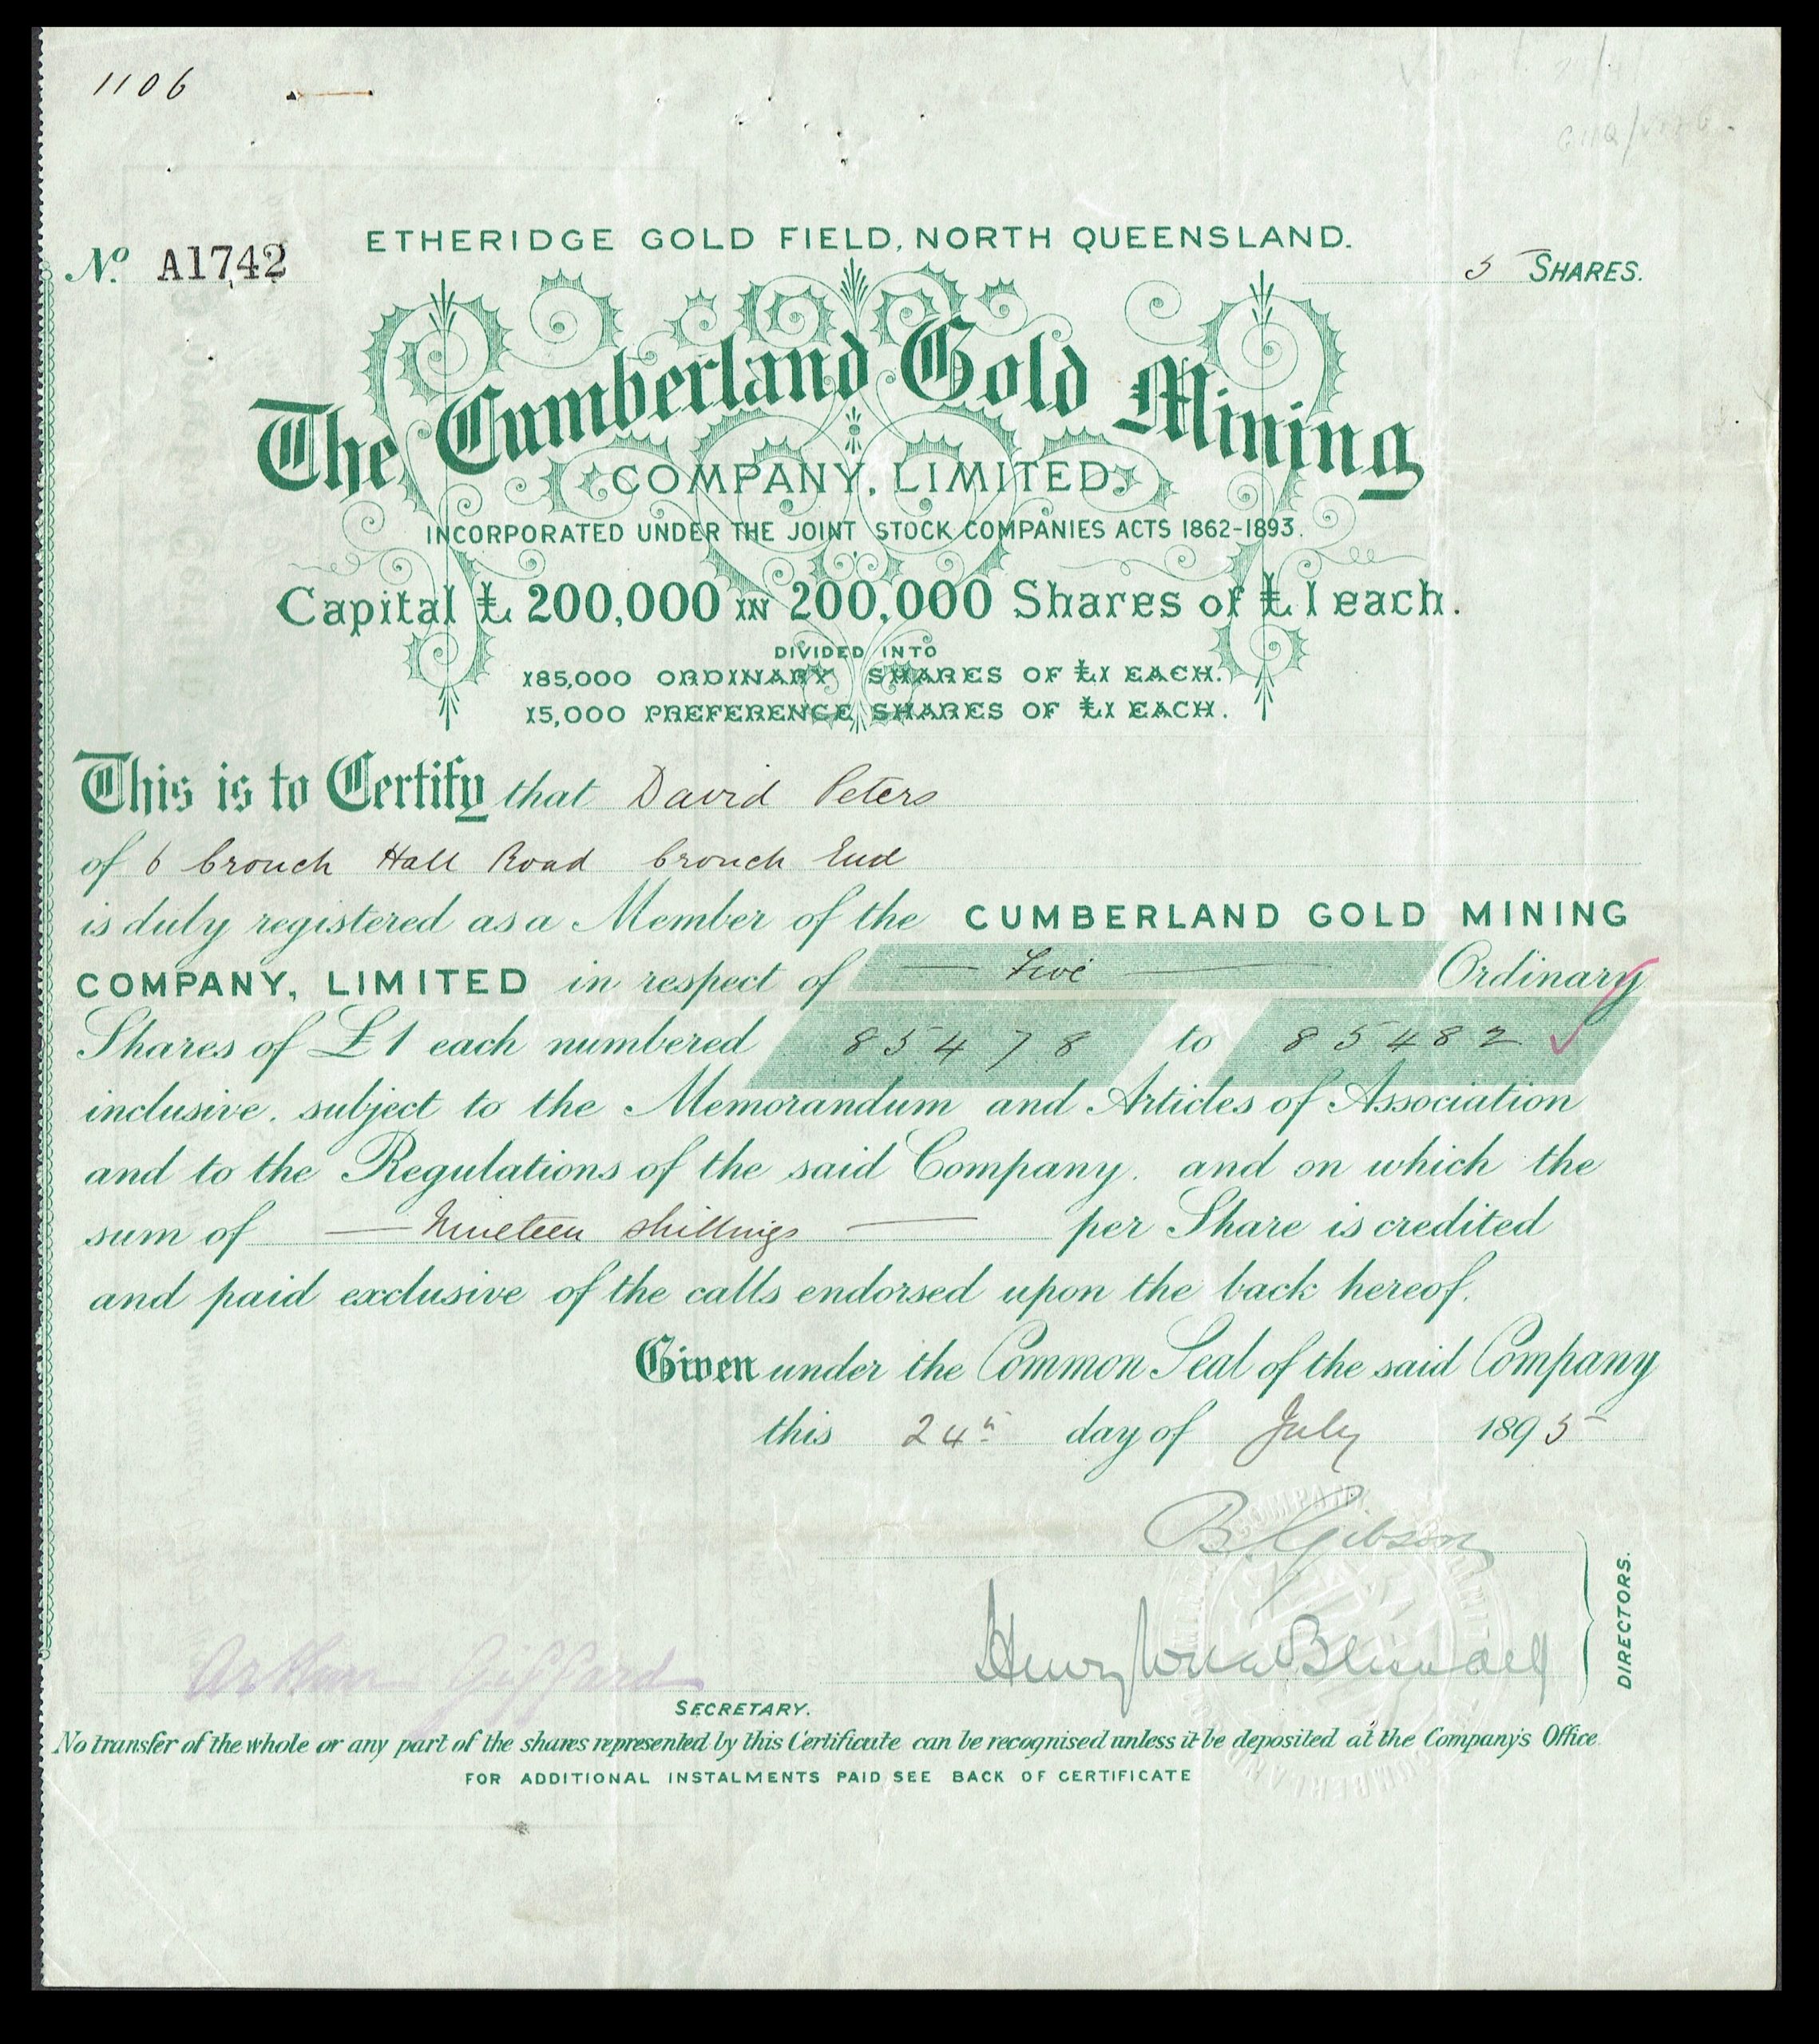 1106
ETHERIDGE GOLD FIELD, NORTH QUEENSLAND.
No. A1742
5 SHARES.
The Cumberland Gold Mining
COMPANY, LIMITED
INCORPORATED UNDER THE JOINT STOCK COMPANIES ACTS 1862-1893.
Capital £200,000 IN 200,000 Shares of £1 each.
DIVIDED INTO
185,000 ORDINARY SHARES OF £1 EACH.
15,000 PREFERENCE SHARES OF £1 EACH.
This is to Certify that David Peters
of 6 Crouch Hall Road Crouch End
is duly registered as a Member of the CUMBERLAND GOLD MINING
COMPANY, LIMITED in respect of Five Ordinary
Shares of £1 each numbered 85478 to 85482
inclusive. subject to the Memorandum and Articles of Association
and to the Regulations of the said Company. and on which the
sum of Nineteen shillings per Share is credited
and paid exclusive of the calls endorsed upon the back hereof.
Given under the Common Seal of the said Company
this 24th day of July 1895
B. Gibson
Henry Blundell
DIRECTORS.
Arthur Giffard
SECRETARY.
No transfer of the whole or any part of the shares represented by this Certificate can be recognised unless it be deposited at the Company's Office.
FOR ADDITIONAL INSTALMENTS PAID SEE BACK OF CERTIFICATE